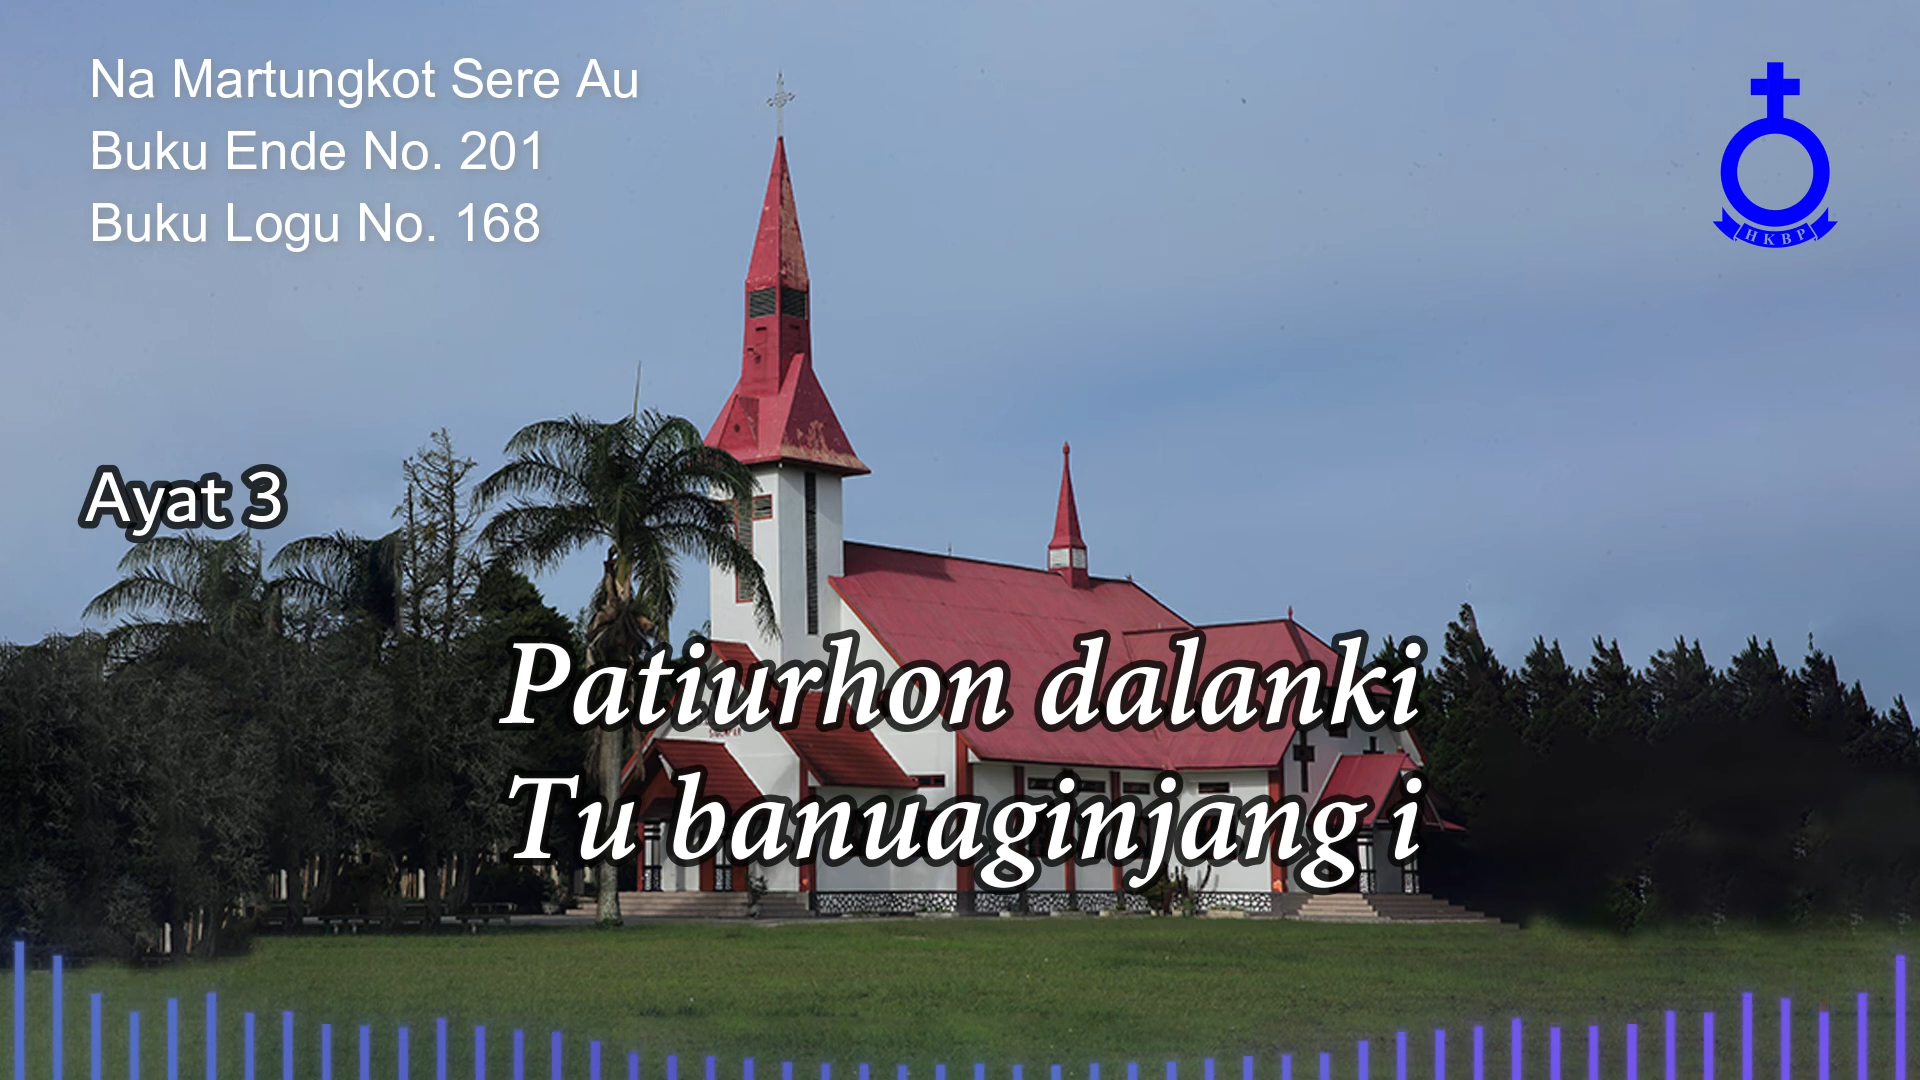 Na Martungkot Sere Au
Buku Ende No. 201
Buku Logu No. 168
HKBP
Ayat 3
Patiurhon dalanki
Tu banuaginjang i